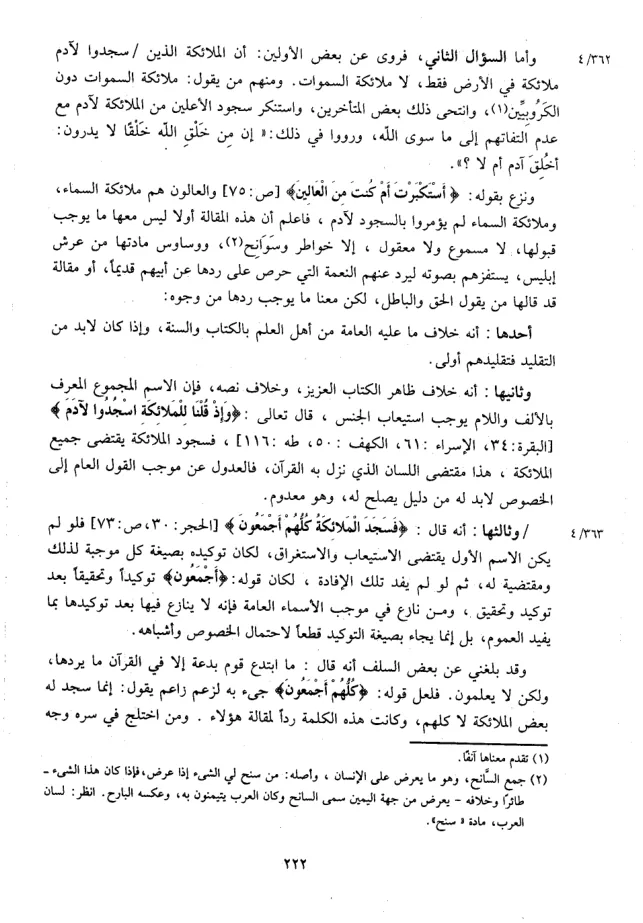 ٤/٣٦٢
وأما السؤال الثاني، فروى عن بعض الأولين: أن الملائكة الذين / سجدوا لآدم
ملائكة في الأرض فقط، لا ملائكة السموات. ومنهم من يقول: ملائكة السموات دون
الكَرُوبِيِّين(١)، وانتحى ذلك بعض المتأخرين، واستنكر سجود الأعلين من الملائكة لآدم مع
عدم التفاتهم إلى ما سوى الله، ورووا في ذلك: « إن مِن خَلْقِ الله خَلْقًا لا يدرون:
أخُلِقَ آدم أم لا ؟».
ونزع بقوله: ﴿ أَسْتَكْبَرْتَ أَمْ كُنتَ مِنَ الْعَالِينَ﴾ [ص:٧٥] والعالون هم ملائكة السماء،
وملائكة السماء لم يؤمروا بالسجود لآدم ، فاعلم أن هذه المقالة أولا ليس معها ما يوجب
قبولها، لا مسموع ولا معقول ، إلا خواطر وسَوَانِح(٢)، ووساوس مادتها من عرش
إبليس، يستفزهم بصوته ليرد عنهم النعمة التي حرص على ردها عن أبيهم قديماً، أو مقالة
قد قالها من يقول الحق والباطل، لكن معنا ما يوجب ردها من وجوه:
أحدها : أنه خلاف ما عليه العامة من أهل العلم بالكتاب والسنة، وإذا كان لابد من
التقليد فتقليدهم أولى.
وثانيها : أنه خلاف ظاهر الكتاب العزيز، وخلاف نصه، فإن الاسم المجموع المعرف
بالألف واللام يوجب استيعاب الجنس ، قال تعالى :﴿وَإِذْ قُلْنَا لِلْمَلائِكَةِ اسْجُدُوا لآدَمَ ﴾
[البقرة:٣٤، الإسراء :٦١، الكهف :٥٠، طه :١١٦] ، فسجود الملائكة يقتضى جميع
الملائكة ، هذا مقتضى اللسان الذي نزل به القرآن، فالعدول عن موجب القول العام إلى
الخصوص لابد له من دليل يصلح له، وهو معدوم.
٤/٣٦٣
/ وثالثها : أنه قال : ﴿فَسَجَدَ الْمَلائِكَةُ كُلُّهُمْ أَجْمَعُونَ ﴾ [الحجر:٣٠، ص:٧٣] فلو لم
يكن الاسم الأول يقتضى الاستيعاب والاستغراق، لكان توكيده بصيغة كل موجبة لذلك
ومقتضية له، ثم لو لم يفد تلك الإفادة ، لكان قوله:﴿أَجْمَعُون﴾ توكيداً وتحقيقاً بعد
توكيد وتحقيق ، ومـن نازع في موجب الأسماء العامة فإنه لا ينازع فيها بعد توكيدها بما
يفيد العموم، بل إنما يجاء بصيغة التوكيد قطعاً لاحتمال الخصوص وأشباهه.
وقد بلغني عن بعض السلف أنه قال : ما ابتدع قوم بدعة إلا في القرآن ما يردها،
ولكن لا يعلمون. فلعل قوله: ﴿كُلُّهُمْ أَجْمَعُونَ﴾ جىء به لزعم زاعم يقول: إنما سجد له
بعض الملائكة لا كلهم، وكانت هذه الكلمة رداً لمقالة هؤلاء . ومن اختلج في سره وجه
(١) تقدم معناها آنفًا.
(٢) جمع السَّانح، وهو ما يعرض على الإنسان ، وأصله: من سنح لي الشىء إذا عرض،فإذا كان هذا الشىء ـ
طائرًا وخلافه - يعرض من جهة اليمين سمى السانح وكان العرب يتيمنون به، وعكسه البارح. انظر: لسان
العرب، مادة « سنح».
٢٢٢